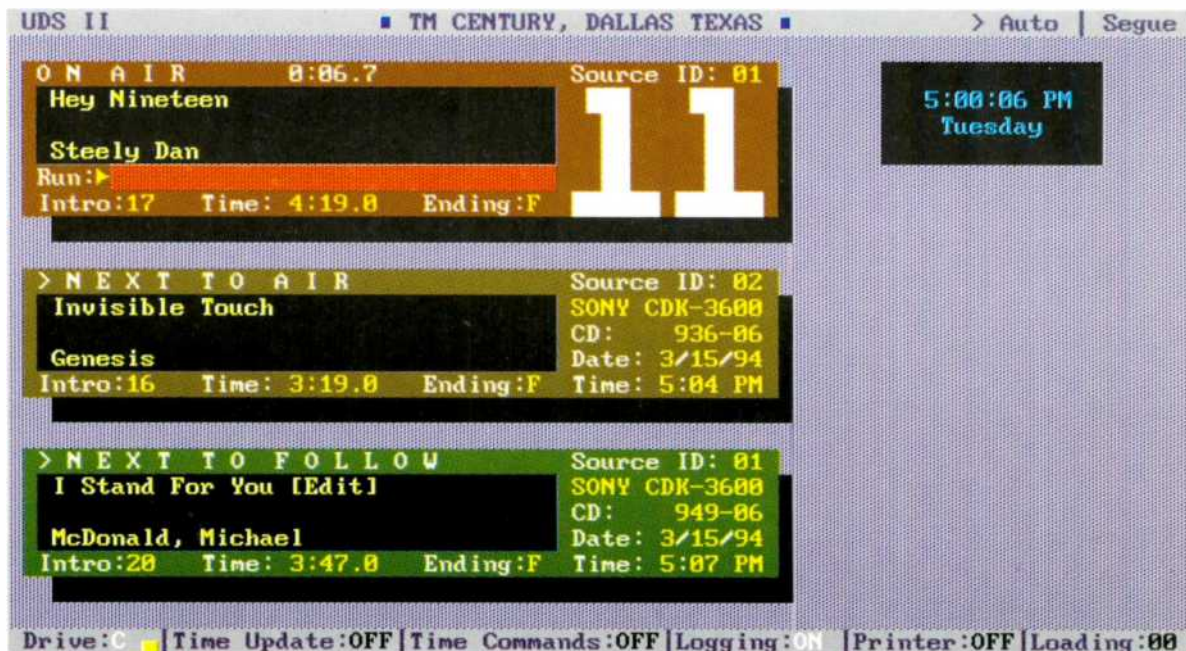 UDS II ■ TM CENTURY, DALLAS TEXAS ■ > Auto | Segue
O N A I R 0:06.7 Source ID: 01
Hey Nineteen
Steely Dan
11
Run:►
Intro:17 Time: 4:19.0 Ending:F
5:00:06 PM
Tuesday
> N E X T T O A I R Source ID: 02
Invisible Touch SONY CDK-3600
CD: 936-06
Genesis Date: 3/15/94
Intro:16 Time: 3:19.0 Ending:F Time: 5:04 PM
> N E X T T O F O L L O W Source ID: 01
I Stand For You [Edit] SONY CDK-3600
CD: 949-06
McDonald, Michael Date: 3/15/94
Intro:20 Time: 3:47.0 Ending:F Time: 5:07 PM
Drive:C |Time Update:OFF|Time Commands:OFF|Logging:ON |Printer:OFF|Loading:00